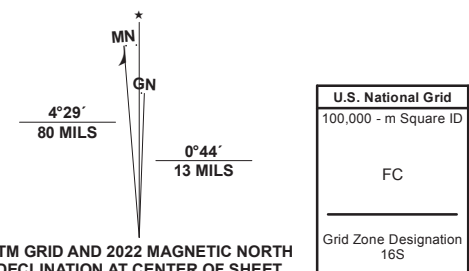 ★
MN
GN
4°29´
80 MILS
0°44´
13 MILS
TM GRID AND 2022 MAGNETIC NORTH
DECLINATION AT CENTER OF SHEET
U.S. National Grid
100,000 - m Square ID
FC
Grid Zone Designation
16S